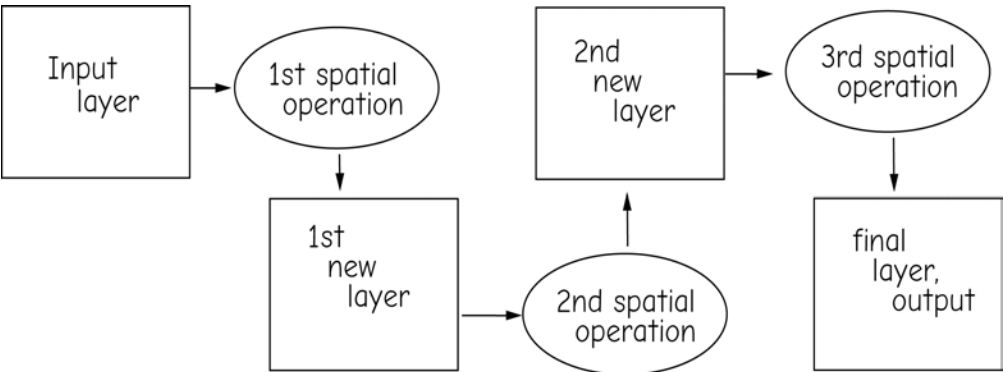 Input
layer
1st spatial
operation
1st
new
layer
2nd spatial
operation
2nd
new
layer
3rd spatial
operation
final
layer,
output